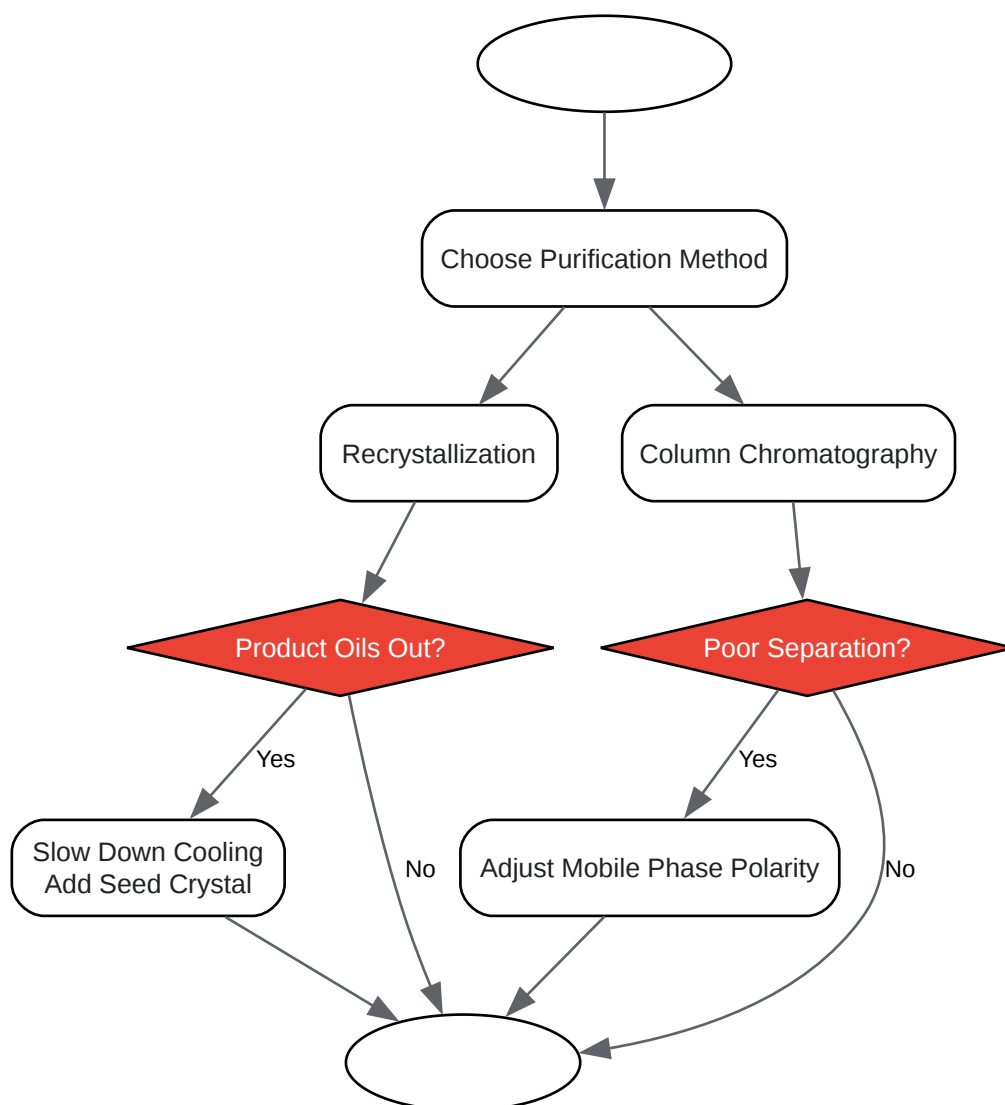 Choose Purification Method
Recrystallization
Column Chromatography
Product Oils Out?
Poor Separation?
Yes
Yes
Slow Down Cooling
Add Seed Crystal
No
Adjust Mobile Phase Polarity
No